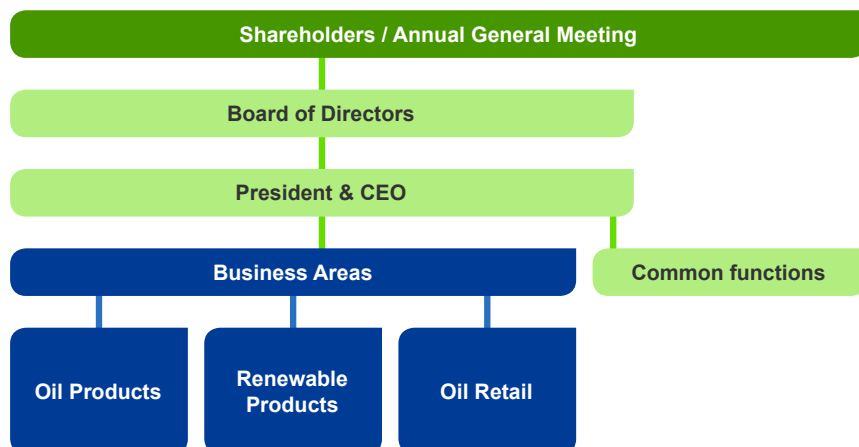 Shareholders / Annual General Meeting
Board of Directors
President & CEO
Business Areas
Common functions
Oil Products
Renewable
Products
Oil Retail